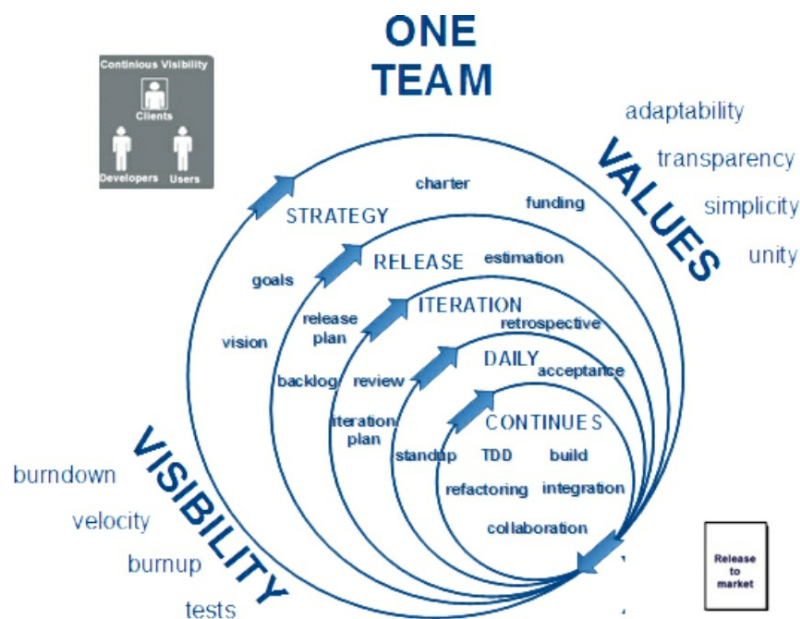 ONE
TEAM
Continious Visibility
Clients
Developers
Users
adaptability
transparency
simplicity
unity
VALUES
charter
funding
STRATEGY
goals
vision
RELEASE
estimation
release
plan
backlog
ITERATION
retrospective
review
iteration
plan
DAILY
acceptance
standup
CONTINUES
TDD
build
refactoring
integration
collaboration
VISIBILITY
burndown
velocity
burnup
tests
Release
to
market